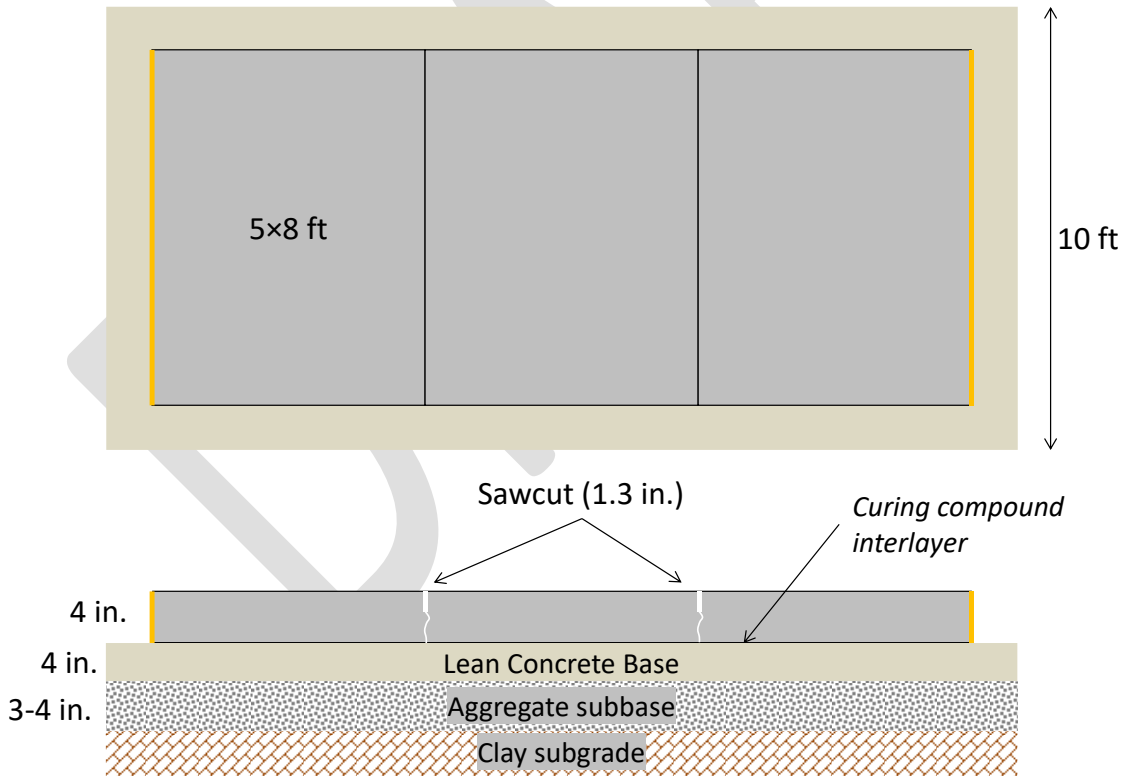 5×8 ft
10 ft
Sawcut (1.3 in.)
Curing compound
interlayer
4 in.
4 in.
Lean Concrete Base
3-4 in.
Aggregate subbase
Clay subgrade